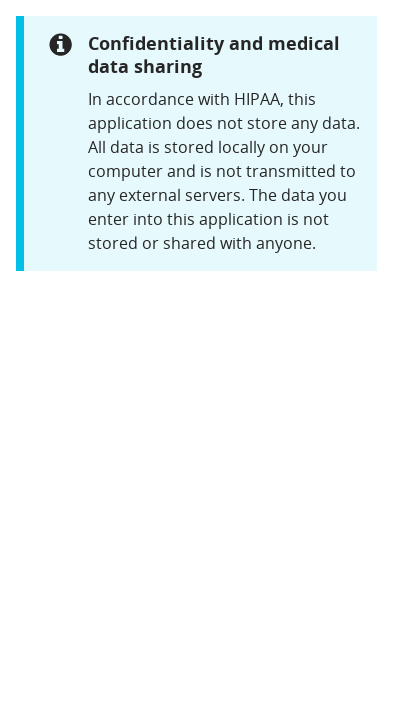 Confidentiality and medical
data sharing
In accordance with HIPAA, this
application does not store any data.
All data is stored locally on your
computer and is not transmitted to
any external servers. The data you
enter into this application is not
stored or shared with anyone.